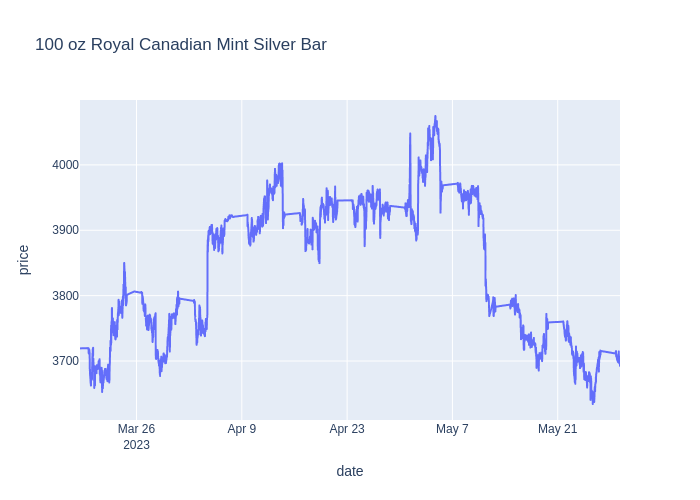 100 oz Royal Canadian Mint Silver Bar
price
4000
3900
3800
3700
Mar 26
2023
Apr 9
Apr 23
May 7
May 21
date